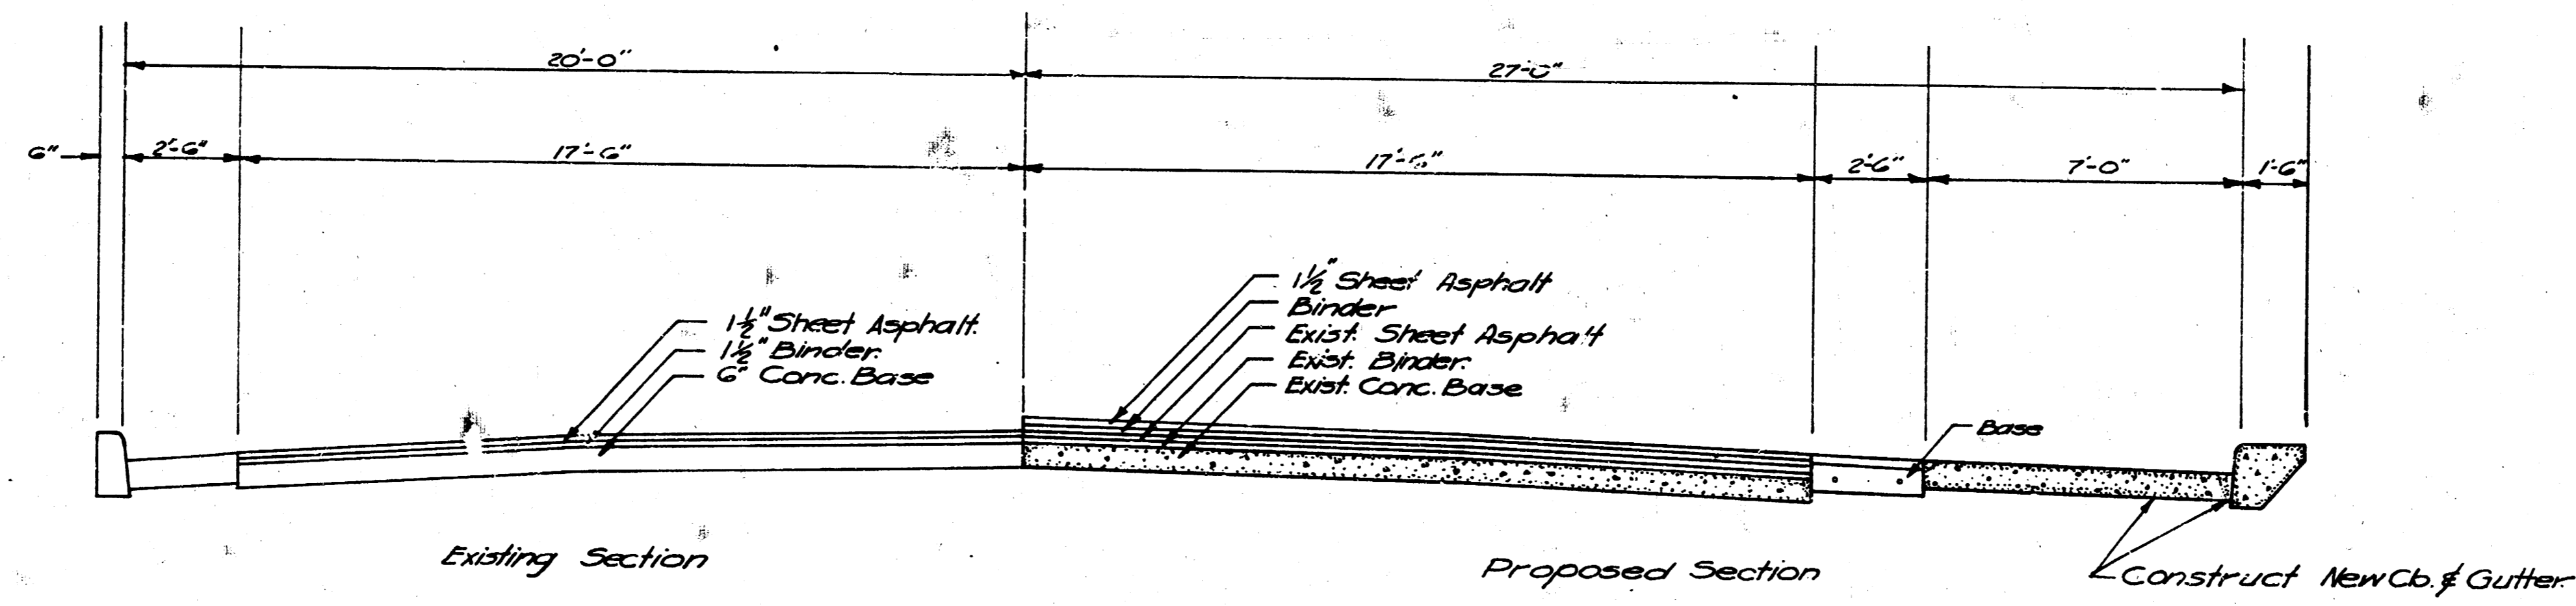 20'-0"
27'-0"
6"
2'-6"
17'-6"
17'-6"
2'-6"
7'-0"
1'-6"
1½" Sheet Asphalt.
1½" Binder.
6" Conc. Base
1½" Sheet Asphalt
Binder
Exist. Sheet Asphalt
Exist. Binder.
Exist. Conc. Base
Base
Existing Section
Proposed Section
Construct New Cb. & Gutter.